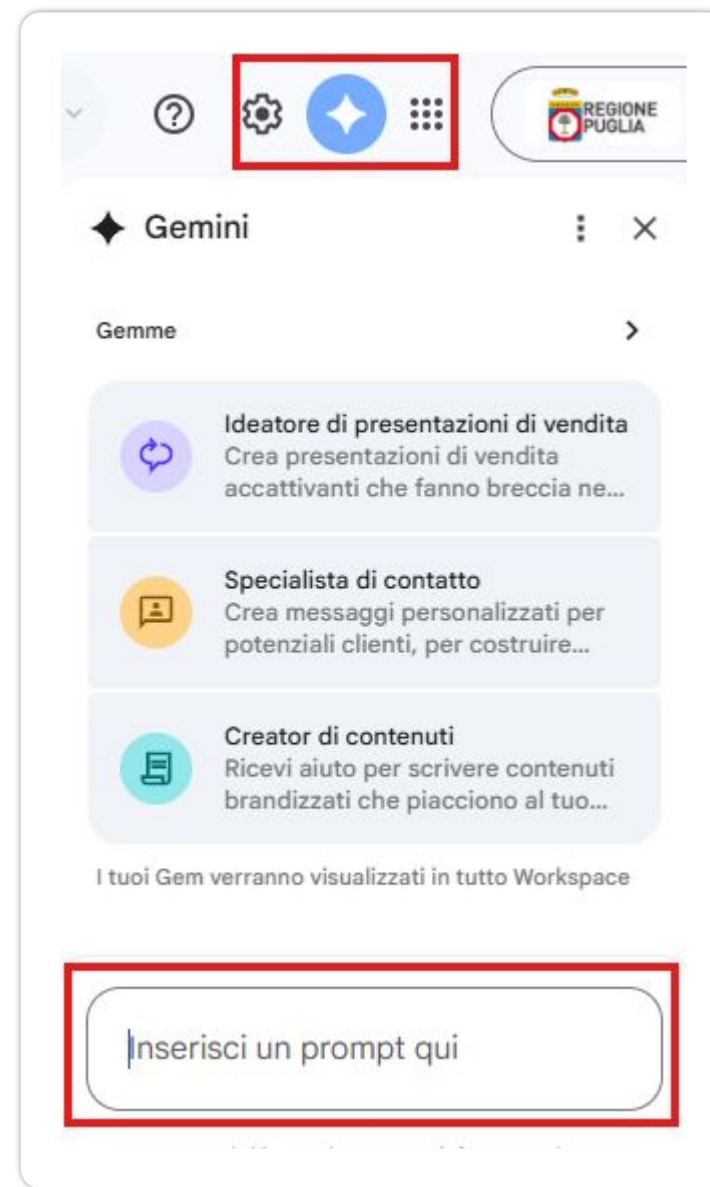 REGIONE
PUGLIA
Gemini
Gemme
Ideatore di presentazioni di vendita
Crea presentazioni di vendita
accattivanti che fanno breccia ne...
Specialista di contatto
Crea messaggi personalizzati per
potenziali clienti, per costruire...
Creator di contenuti
Ricevi aiuto per scrivere contenuti
brandizzati che piacciono al tuo...
I tuoi Gem verranno visualizzati in tutto Workspace
Inserisci un prompt qui